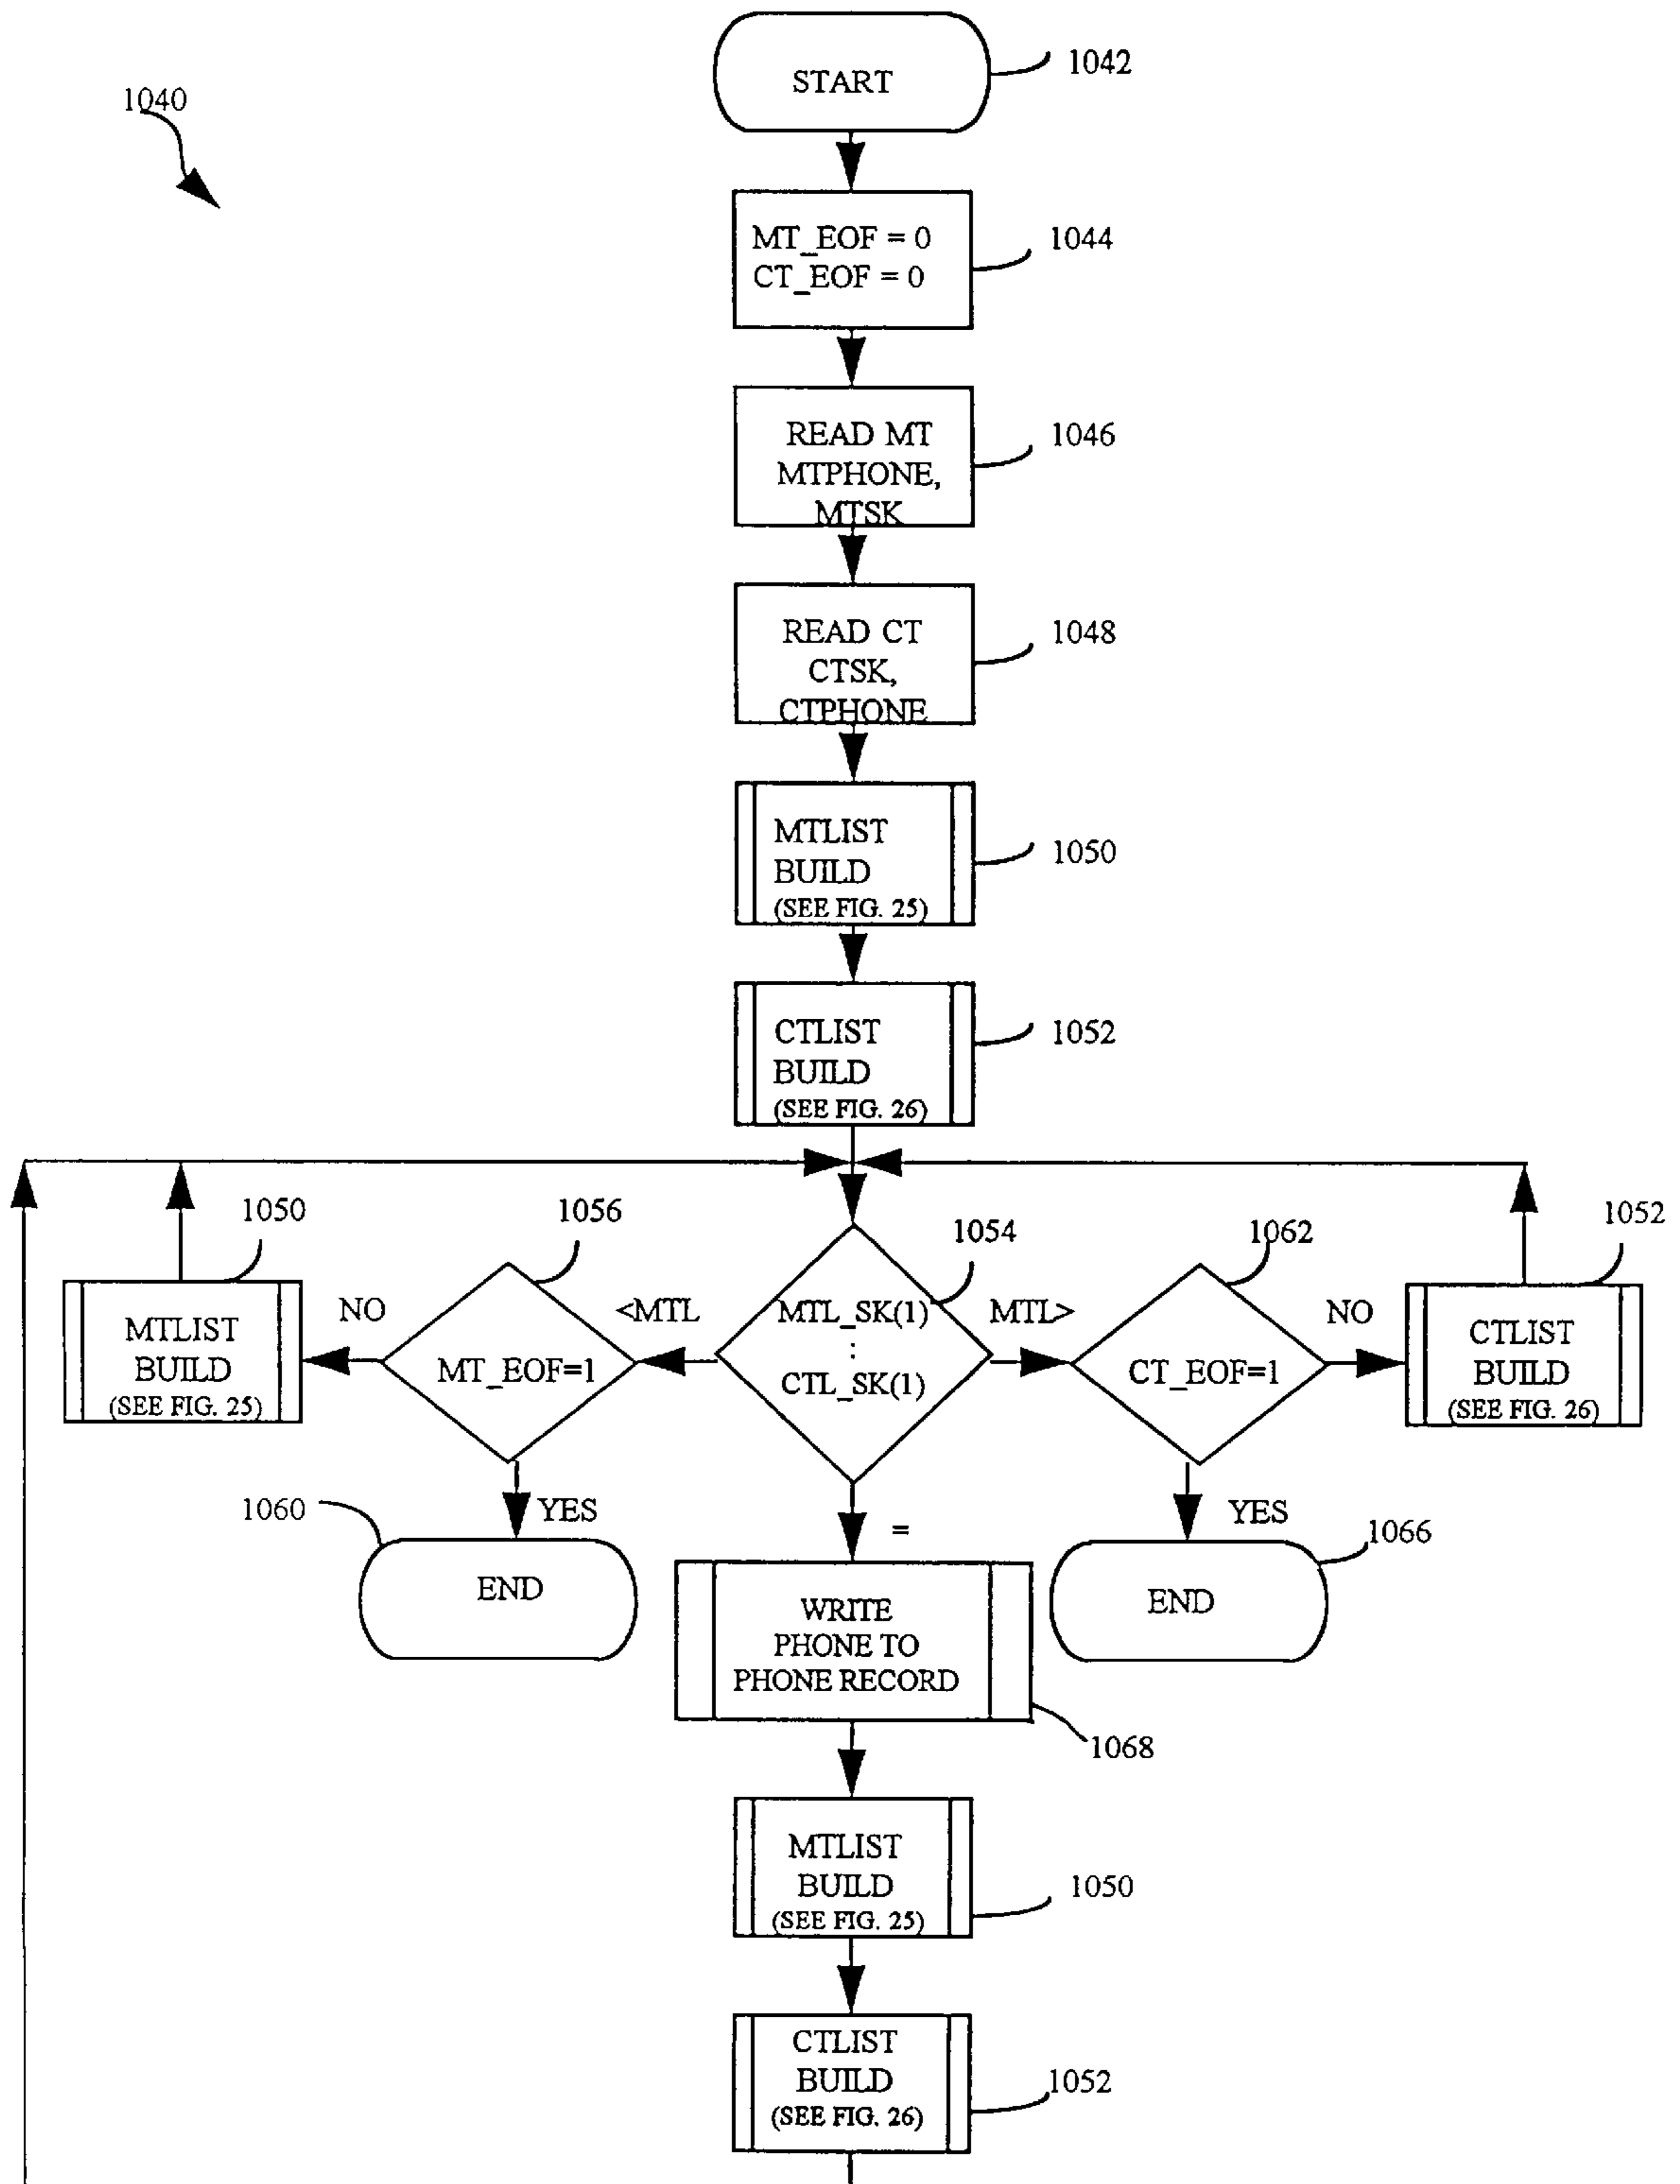 1040
START
1042
MT_EOF = 0
CT_EOF = 0
1044
READ MT
MTPHONE,
MTSK
1046
READ CT
CTSK,
CTPHONE
1048
MTLIST
BUILD
(SEE FIG. 25)
1050
CTLIST
BUILD
(SEE FIG. 26)
1052
1050
MTLIST
BUILD
(SEE FIG. 25)
NO
1056
MT_EOF=1
<MTL
1054
MTL_SK(1)
:
CTL_SK(1)
MTL>
1062
CT_EOF=1
NO
1052
CTLIST
BUILD
(SEE FIG. 26)
YES
1060
END
=
YES
1066
END
WRITE
PHONE TO
PHONE RECORD
1068
MTLIST
BUILD
(SEE FIG. 25)
1050
CTLIST
BUILD
(SEE FIG. 26)
1052